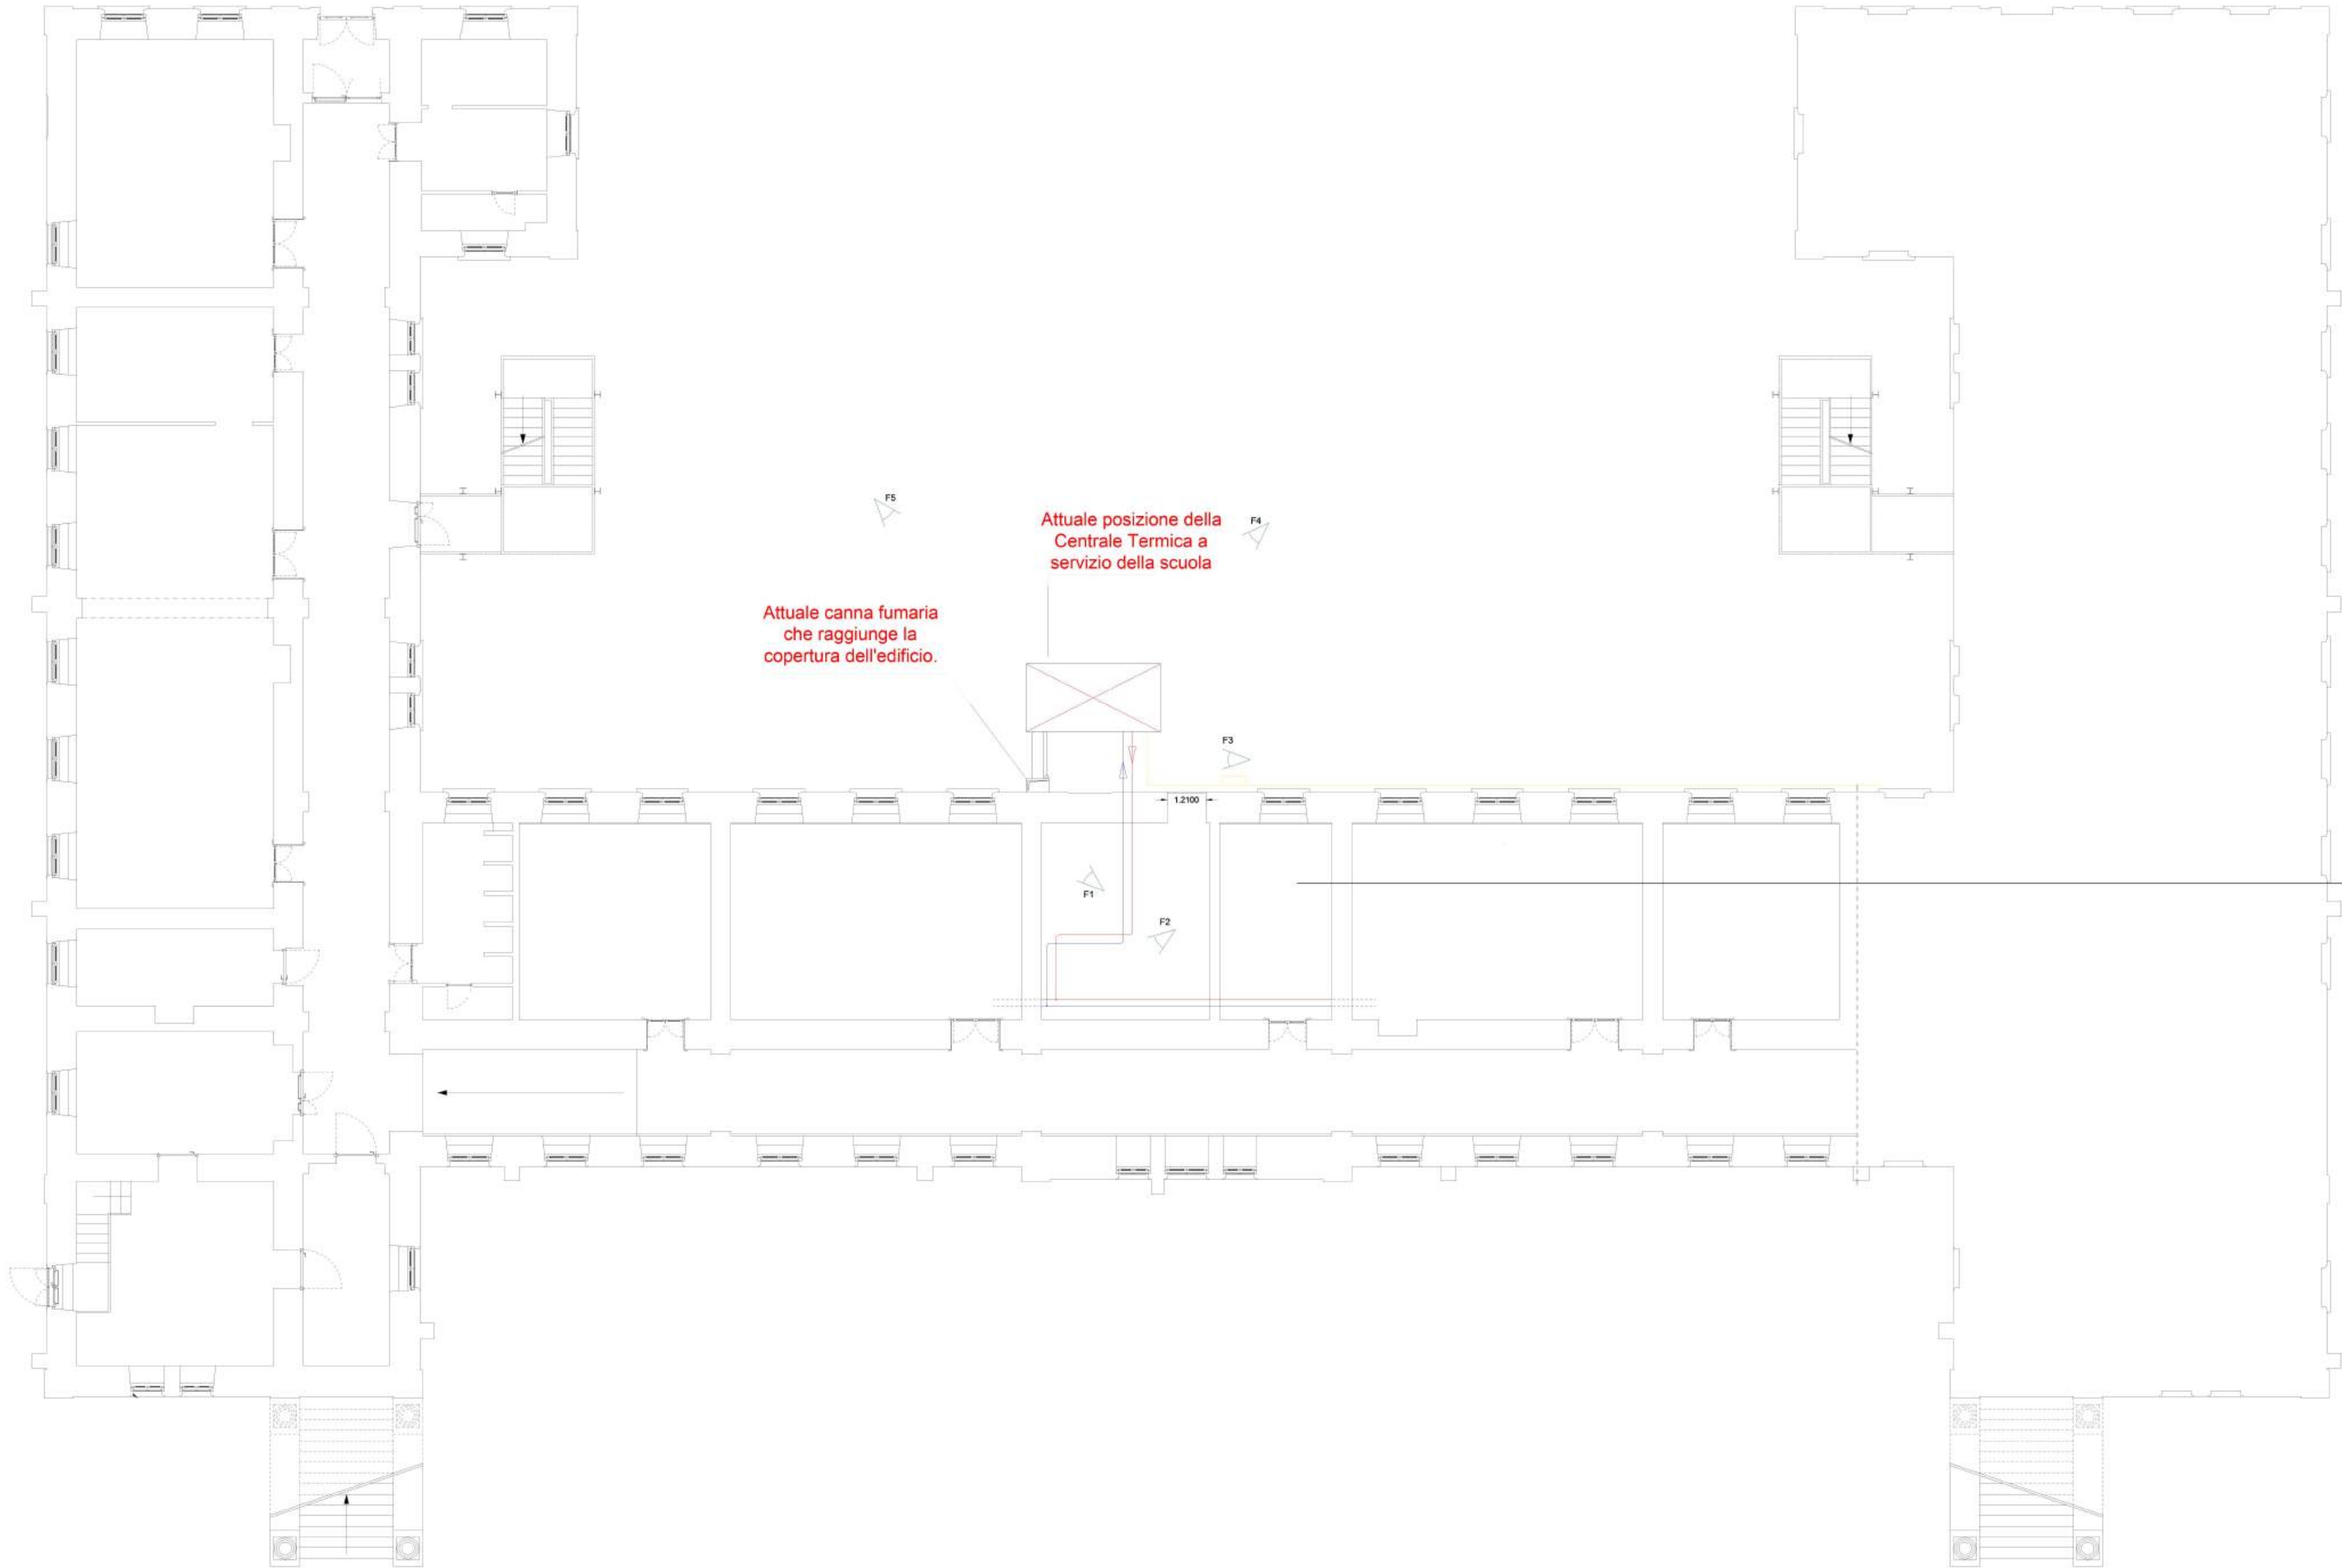 F5
Attuale posizione della
Centrale Termica a
servizio della scuola
F4
Attuale canna fumaria
che raggiunge la
copertura dell'edificio.
F3
1.2100
F1
F2